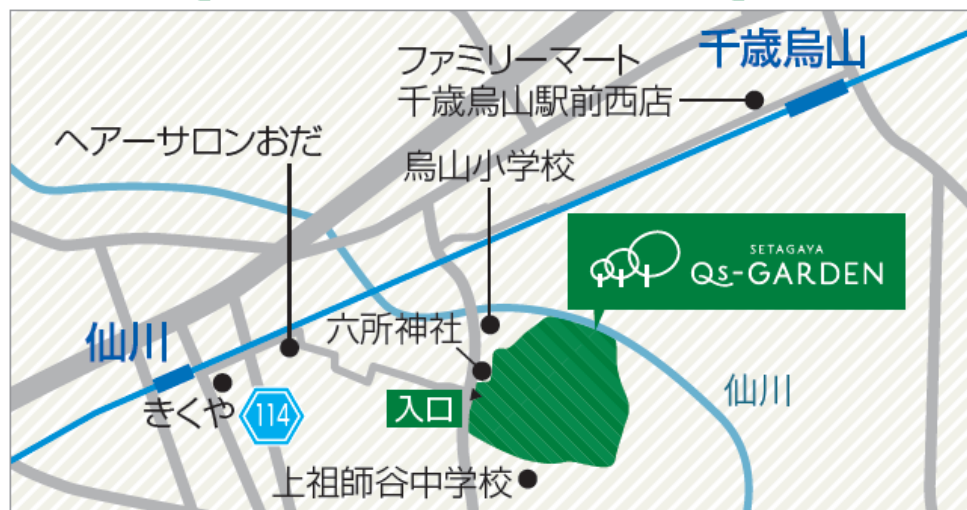 千歳烏山
ファミリーマート
千歳烏山駅前西店
ヘアーサロンおだ
烏山小学校
SETAGAYA
Qs-GARDEN
仙川
六所神社
仙川
きくや
114
入口
上祖師谷中学校